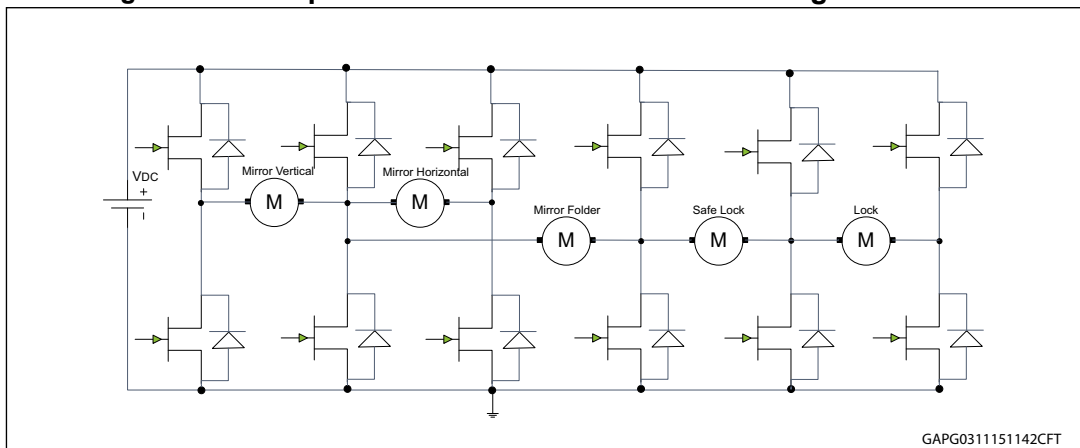 Mirror Vertical
Mirror Horizontal
VDC
+
M
M
Mirror Folder
Safe Lock
Lock
M
M
M
GAPG0311151142CFT